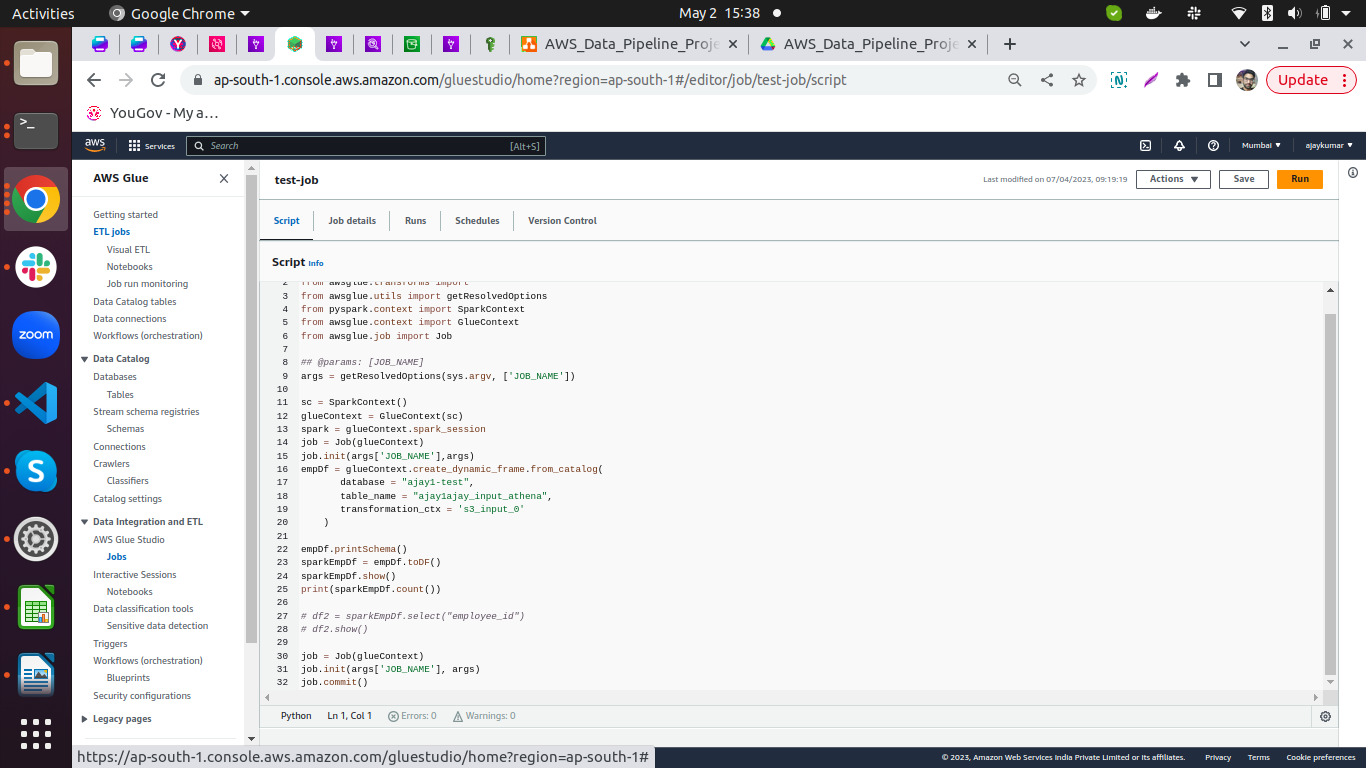 Activities
Google Chrome
May 2 15:38
AWS_Data_Pipeline_Proje
AWS_Data_Pipeline_Proje
ap-south-1.console.aws.amazon.com/gluestudio/home?region=ap-south-1#/editor/job/test-job/script
Update
YouGov - My a…
aws
Services
Search
[Alt+S]
Mumbai
ajaykumar
AWS Glue
Getting started
ETL jobs
Visual ETL
Notebooks
Job run monitoring
Data Catalog tables
Data connections
Workflows (orchestration)
Data Catalog
Databases
Tables
Stream schema registries
Schemas
Connections
Crawlers
Classifiers
Catalog settings
Data Integration and ETL
AWS Glue Studio
Jobs
Interactive Sessions
Notebooks
Data classification tools
Sensitive data detection
Triggers
Workflows (orchestration)
Blueprints
Security configurations
Legacy pages
test-job
Last modified on 07/04/2023, 09:19:19
Actions
Save
Run
Script
Job details
Runs
Schedules
Version Control
Script Info
2 from awsglue.transforms import
3 from awsglue.utils import getResolvedOptions
4 from pyspark.context import SparkContext
5 from awsglue.context import GlueContext
6 from awsglue.job import Job
7
8 ## @params: [JOB_NAME]
9 args = getResolvedOptions(sys.argv, ['JOB_NAME'])
10
11 sc = SparkContext()
12 glueContext = GlueContext(sc)
13 spark = glueContext.spark_session
14 job = Job(glueContext)
15 job.init(args['JOB_NAME'],args)
16 empDf = glueContext.create_dynamic_frame.from_catalog(
17 database = "ajay1-test",
18 table_name = "ajay1ajay_input_athena",
19 transformation_ctx = 's3_input_0'
20 )
21
22 empDf.printSchema()
23 sparkEmpDf = empDf.toDF()
24 sparkEmpDf.show()
25 print(sparkEmpDf.count())
26
27 # df2 = sparkEmpDf.select("employee_id")
28 # df2.show()
29
30 job = Job(glueContext)
31 job.init(args['JOB_NAME'], args)
32 job.commit()
Python
Ln 1, Col 1
Errors: 0
Warnings: 0
zoom
https://ap-south-1.console.aws.amazon.com/gluestudio/home?region=ap-south-1#
© 2023, Amazon Web Services India Private Limited or its affiliates.
Privacy
Terms
Cookie preferences